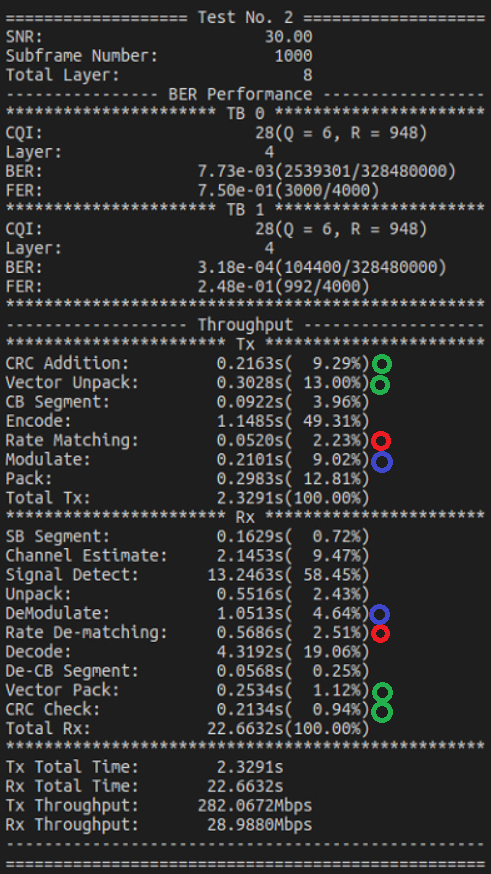 =================== Test No. 2 ===================
SNR: 30.00
Subframe Number: 1000
Total Layer: 8
---------------- BER Performance -----------------
********************** TB 0 **********************
CQI: 28(Q = 6, R = 948)
Layer: 4
BER: 7.73e-03(2539301/328480000)
FER: 7.50e-01(3000/4000)
********************** TB 1 **********************
CQI: 28(Q = 6, R = 948)
Layer: 4
BER: 3.18e-04(104400/328480000)
FER: 2.48e-01(992/4000)
**************************************************
------------------- Throughput -------------------
*********************** Tx ***********************
CRC Addition: 0.2163s( 9.29%)
Vector Unpack: 0.3028s( 13.00%)
CB Segment: 0.0922s( 3.96%)
Encode: 1.1485s( 49.31%)
Rate Matching: 0.0520s( 2.23%)
Modulate: 0.2101s( 9.02%)
Pack: 0.2983s( 12.81%)
Total Tx: 2.3291s(100.00%)
*********************** Rx ***********************
SB Segment: 0.1629s( 0.72%)
Channel Estimate: 2.1453s( 9.47%)
Signal Detect: 13.2463s( 58.45%)
Unpack: 0.5516s( 2.43%)
DeModulate: 1.0513s( 4.64%)
Rate De-matching: 0.5686s( 2.51%)
Decode: 4.3192s( 19.06%)
De-CB Segment: 0.0568s( 0.25%)
Vector Pack: 0.2534s( 1.12%)
CRC Check: 0.2134s( 0.94%)
Total Rx: 22.6632s(100.00%)
**************************************************
Tx Total Time: 2.3291s
Rx Total Time: 22.6632s
Tx Throughput: 282.0672Mbps
Rx Throughput: 28.9880Mbps
--------------------------------------------------
==================================================